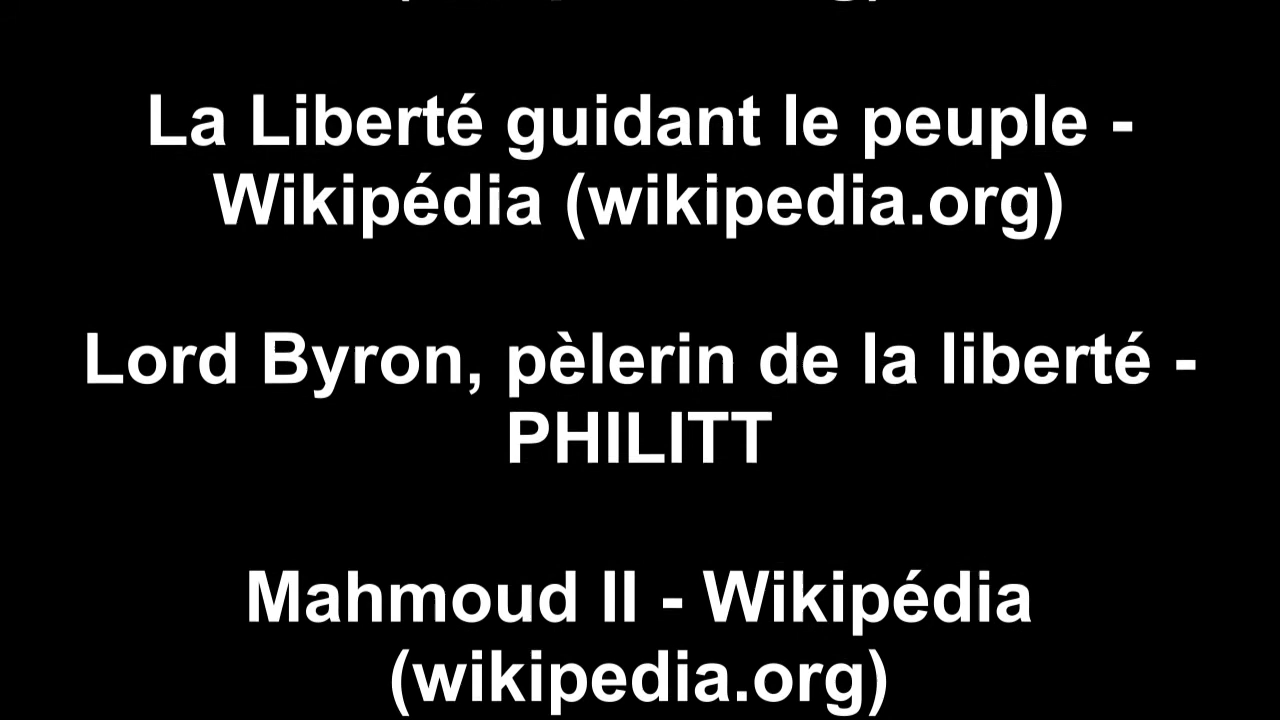 La Liberté guidant le peuple -
Wikipédia (wikipedia.org)
Lord Byron, pèlerin de la liberté -
PHILITT
Mahmoud II - Wikipédia
(wikipedia.org)